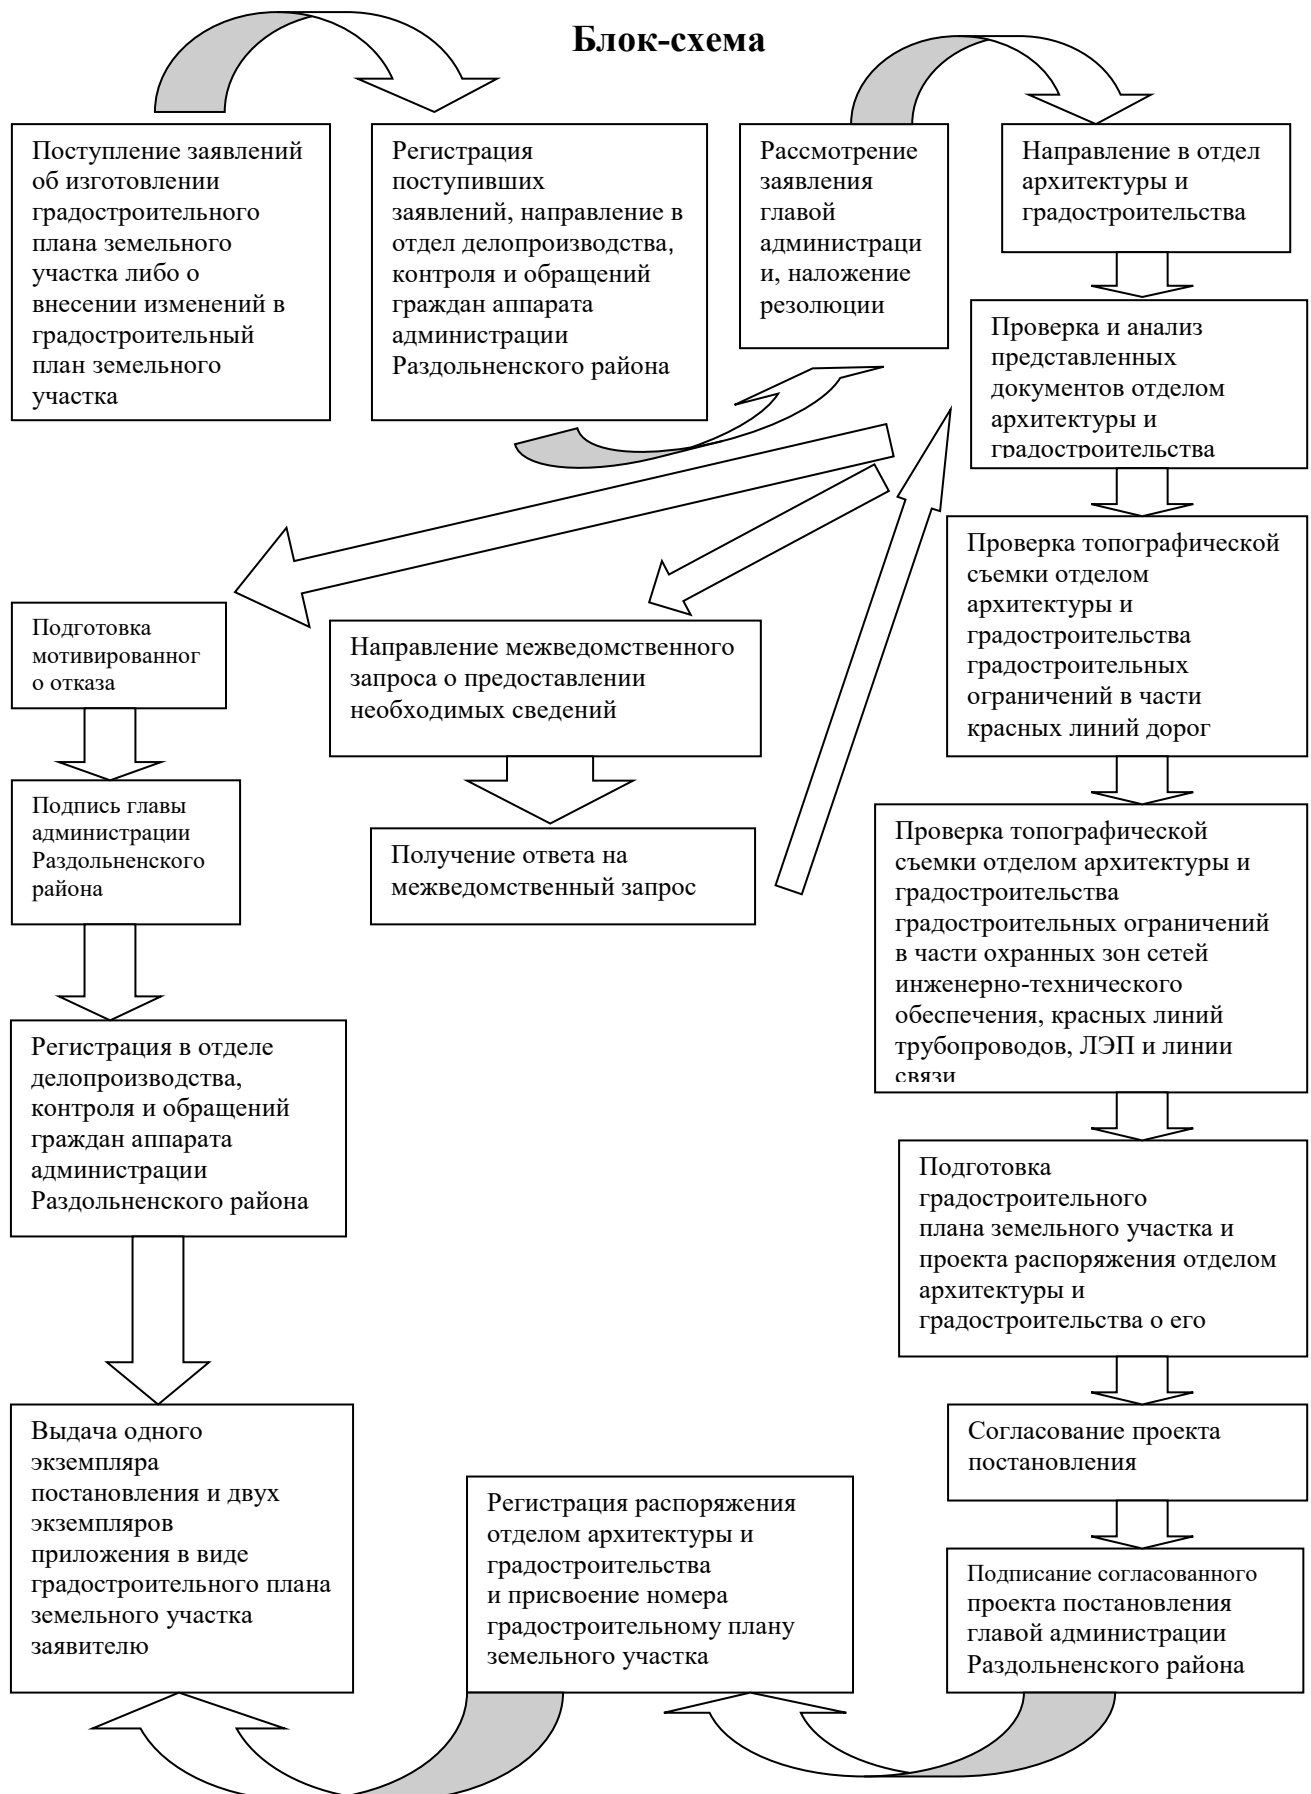 Блок-схема
Поступление заявлений
об изготовлении
градостроительного
плана земельного
участка либо о
внесении изменений в
градостроительный
план земельного
участка
Регистрация
поступивших
заявлений, направление в
отдел делопроизводства,
контроля и обращений
граждан аппарата
администрации
Раздольненского района
Рассмотрение
заявления
главой
администраци
и, наложение
резолюции
Направление в отдел
архитектуры и
градостроительства
Проверка и анализ
представленных
документов отделом
архитектуры и
градостроительства
Проверка топографической
съемки отделом
архитектуры и
градостроительства
градостроительных
ограничений в части
красных линий дорог
Подготовка
мотивированног
о отказа
Направление межведомственного
запроса о предоставлении
необходимых сведений
Подпись главы
администрации
Раздольненского
района
Получение ответа на
межведомственный запрос
Проверка топографической
съемки отделом архитектуры и
градостроительства
градостроительных ограничений
в части охранных зон сетей
инженерно-технического
обеспечения, красных линий
трубопроводов, ЛЭП и линии
связи
Регистрация в отделе
делопроизводства,
контроля и обращений
граждан аппарата
администрации
Раздольненского района
Подготовка
градостроительного
плана земельного участка и
проекта распоряжения отделом
архитектуры и
градостроительства о его
Выдача одного
экземпляра
постановления и двух
экземпляров
приложения в виде
градостроительного плана
земельного участка
заявителю
Регистрация распоряжения
отделом архитектуры и
градостроительства
и присвоение номера
градостроительному плану
земельного участка
Согласование проекта
постановления
Подписание согласованного
проекта постановления
главой администрации
Раздольненского района